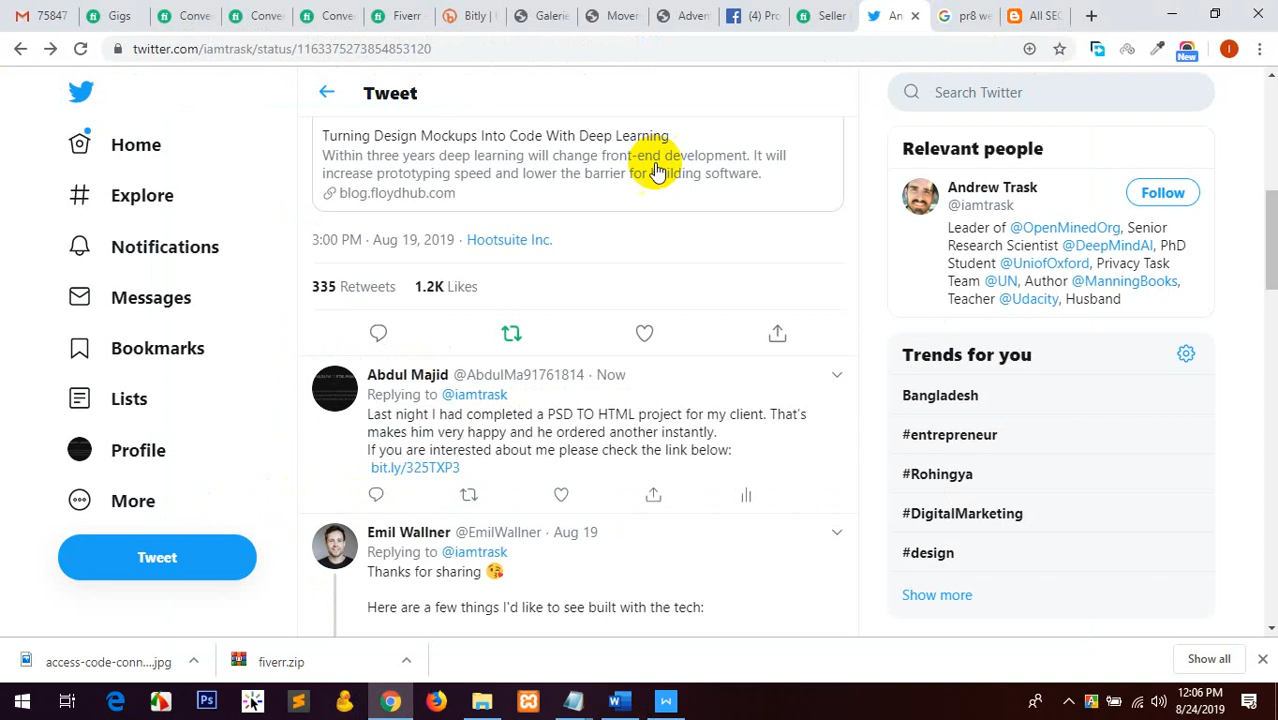 75847
Gigs
Conve
Conve
Conve
Fiverr
Bitly |
Galerie
Mover
Adven
(4) Pro
Seller
An
pr8 we
All SEC
twitter.com/iamtrask/status/1163375273854853120
New
I
Home
Explore
Notifications
Messages
Bookmarks
Lists
Profile
More
Tweet
Tweet
Turning Design Mockups Into Code With Deep Learning
Within three years deep learning will change front-end development. It will
increase prototyping speed and lower the barrier for building software.
blog.floydhub.com
3:00 PM · Aug 19, 2019 · Hootsuite Inc.
335 Retweets 1.2K Likes
Abdul Majid @AbdulMa91761814 · Now
Replying to @iamtrask
Last night I had completed a PSD TO HTML project for my client. That's
makes him very happy and he ordered another instantly.
If you are interested about me please check the link below:
bit.ly/325TXP3
Emil Wallner @EmilWallner · Aug 19
Replying to @iamtrask
Thanks for sharing 😘
Here are a few things I'd like to see built with the tech:
Search Twitter
Relevant people
Andrew Trask
@iamtrask
Follow
Leader of @OpenMinedOrg, Senior
Research Scientist @DeepMindAI, PhD
Student @UniofOxford, Privacy Task
Team @UN, Author @ManningBooks,
Teacher @Udacity, Husband
Trends for you
Bangladesh
#entrepreneur
#Rohingya
#DigitalMarketing
#design
Show more
access-code-conn....jpg
fiverr.zip
Show all
12:06 PM
8/24/2019